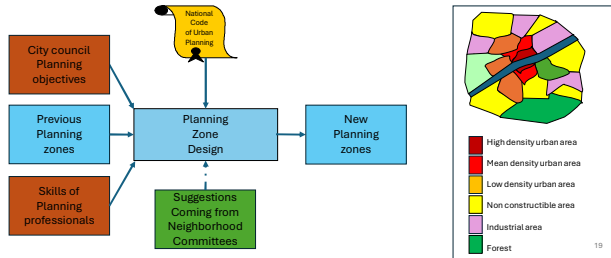 National
Code
of Urban
Planning
City council
Planning
objectives
Previous
Planning
zones
Skills of
Planning
professionals
Planning
Zone
Design
Suggestions
Coming from
Neighborhood
Committees
New
Planning
zones
High density urban area
Mean density urban area
Low density urban area
Non constructible area
Industrial area
Forest
19